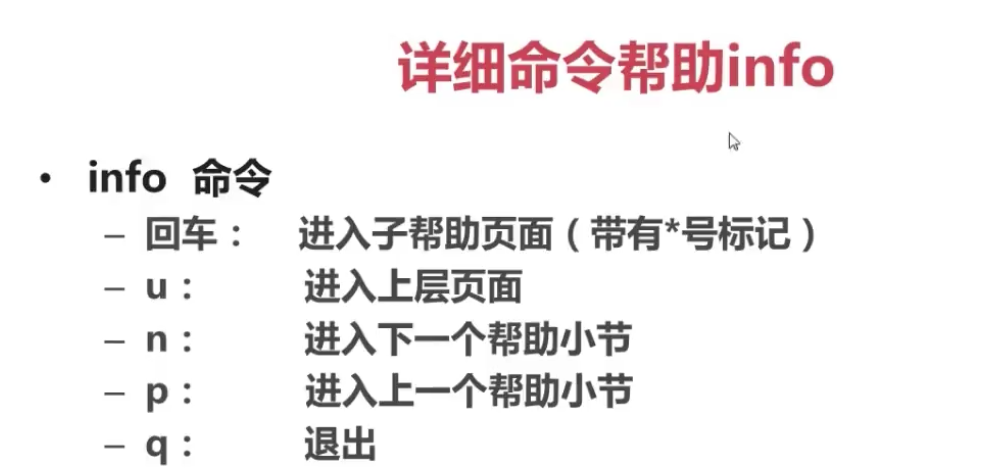 详细命令帮助info
• info 命令
– 回车： 进入子帮助页面（带有*号标记）
– u： 进入上层页面
– n： 进入下一个帮助小节
– p： 进入上一个帮助小节
– q： 退出